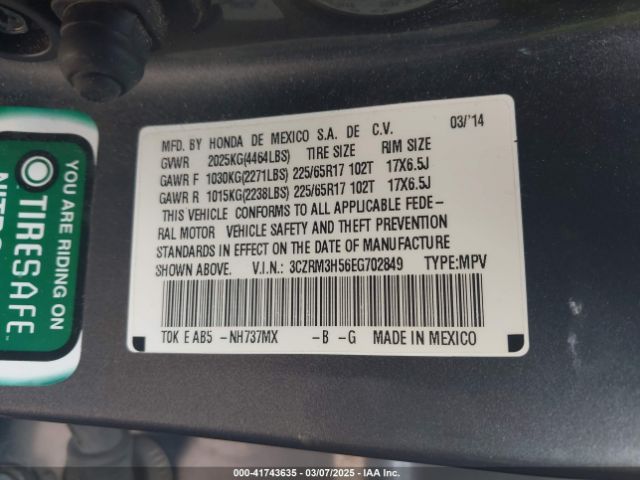 MFD. BY HONDA DE MEXICO S.A. DE C.V. 03/'14
GVWR 2025KG(4464LBS) TIRE SIZE RIM SIZE
GAWR F 1030KG(2271LBS) 225/65R17 102T 17X6.5J
GAWR R 1015KG(2238LBS) 225/65R17 102T 17X6.5J
THIS VEHICLE CONFORMS TO ALL APPLICABLE FEDE-
RAL MOTOR VEHICLE SAFETY AND THEFT PREVENTION
STANDARDS IN EFFECT ON THE DATE OF MANUFACTURE
SHOWN ABOVE. V.I.N.: 3CZRM3H56EG702849 TYPE:MPV
T0K E AB5 -NH737MX -B -G MADE IN MEXICO
YOU ARE RIDING ON
TIRESAFE
NITRO
000-41743635 - 03/07/2025 - IAA Inc.